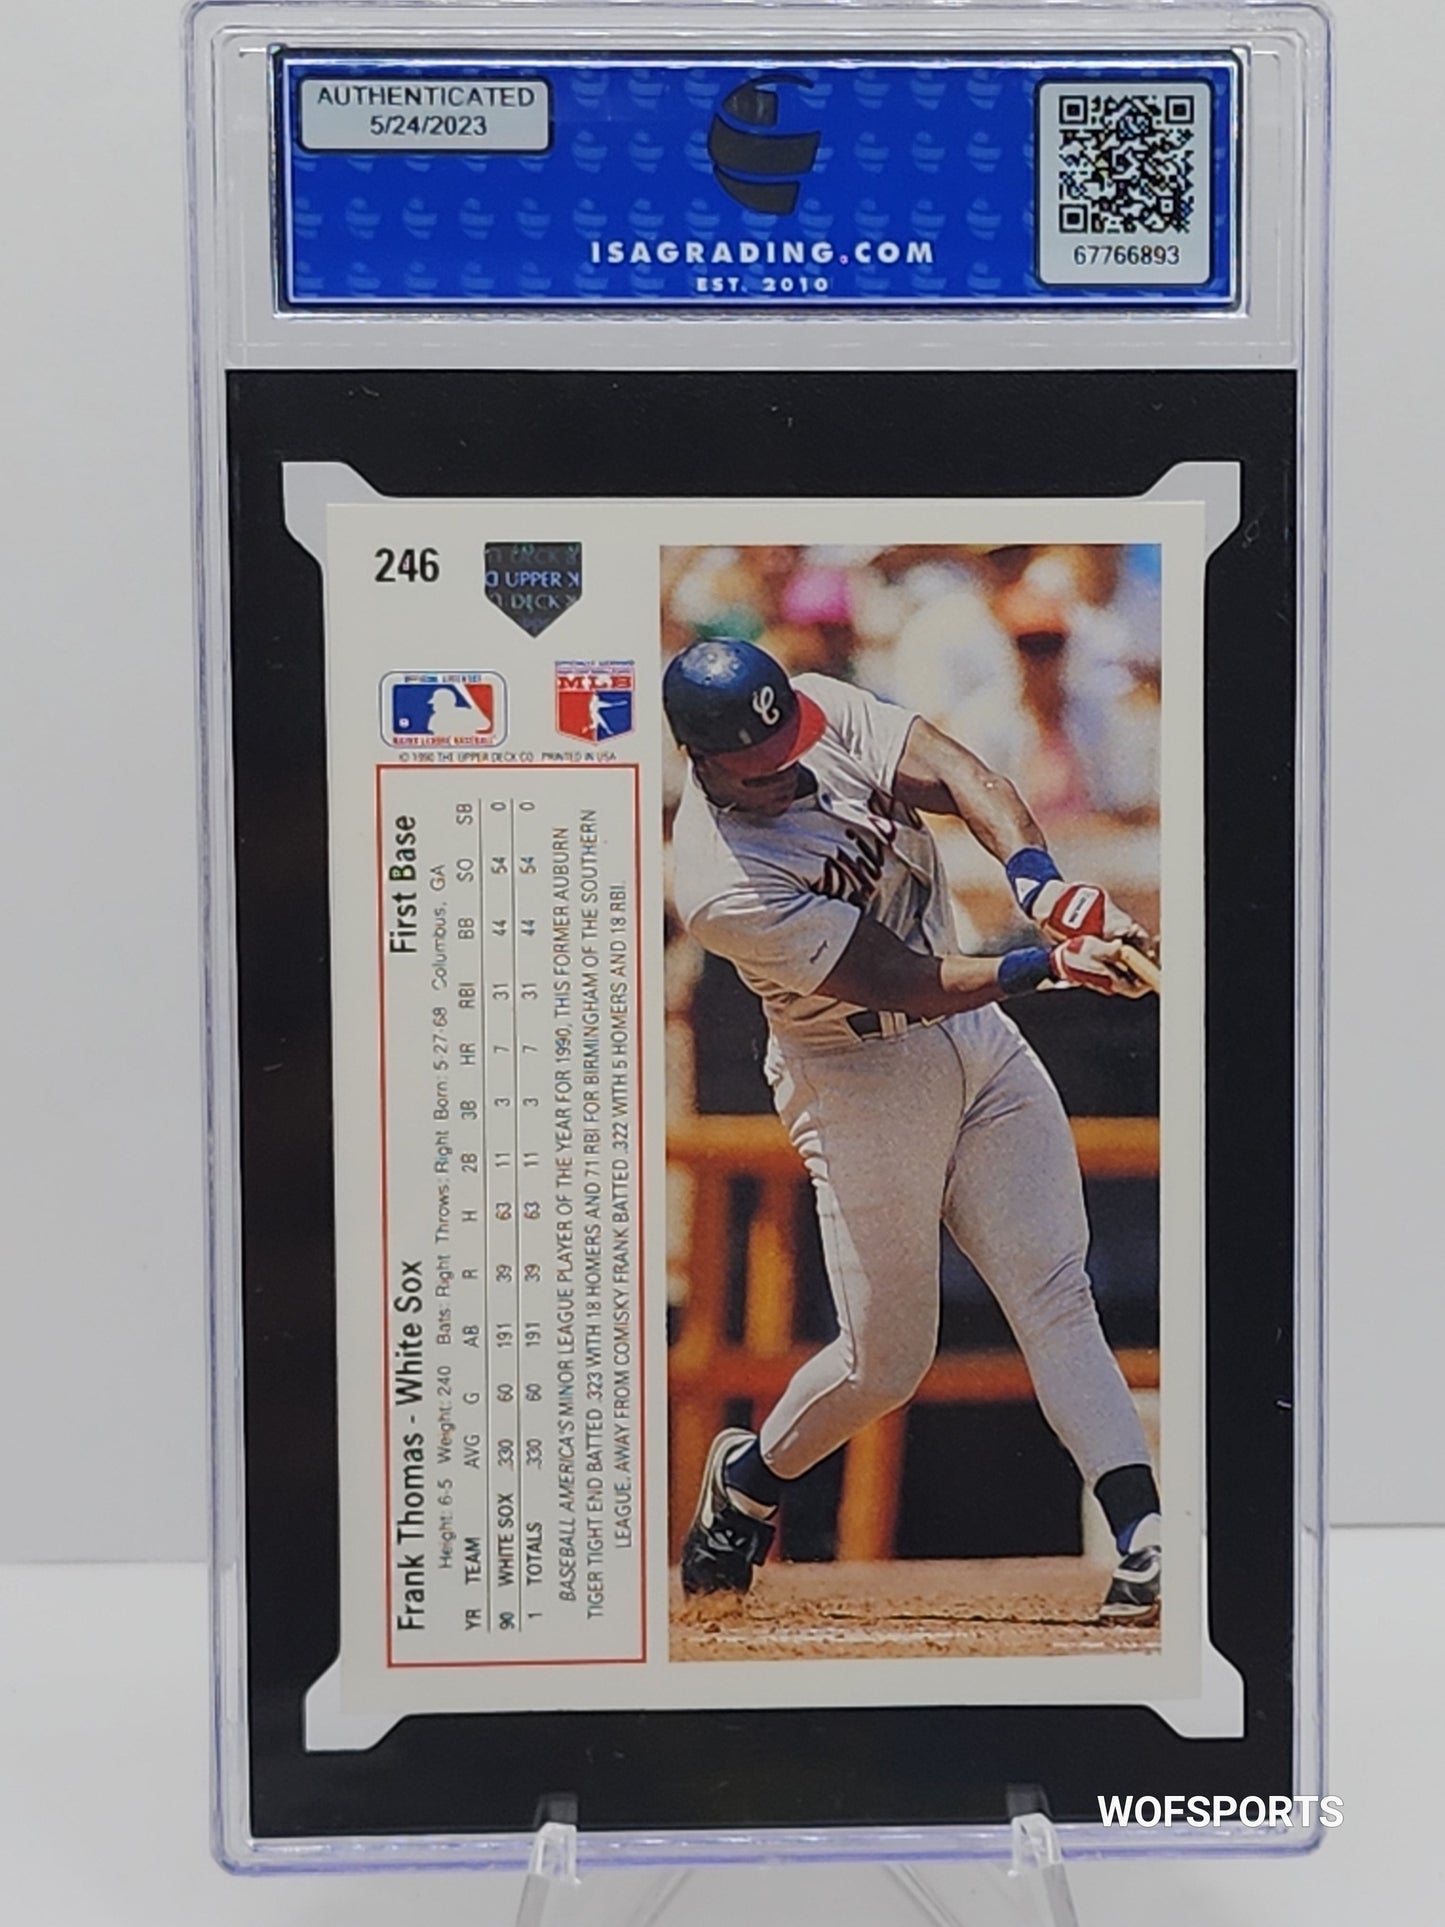 AUTHENTICATED
5/24/2023
ISAGRADING.COM
EST. 2010
67766893
246
UPPER
DECK
MLB
MAJOR LEAGUE BASEBALL
© 1990 THE UPPER DECK CO. PRINTED IN USA
Frank Thomas - White Sox First Base
Height: 6-5 Weight: 240 Bats: Right Throws: Right Born: 5-27-68 Columbus, GA
YR TEAM AVG G AB R H 2B 3B HR RBI BB SO SB
90 WHITE SOX .330 60 191 39 63 11 3 7 31 44 54 0
1 TOTALS .330 60 191 39 63 11 3 7 31 44 54 0
BASEBALL AMERICA'S MINOR LEAGUE PLAYER OF THE YEAR FOR 1990, THIS FORMER AUBURN
TIGER TIGHT END BATTED .323 WITH 18 HOMERS AND 71 RBI FOR BIRMINGHAM OF THE SOUTHERN
LEAGUE. AWAY FROM COMISKY FRANK BATTED .322 WITH 5 HOMERS AND 18 RBI.
C
Chica
WOFSPORTS